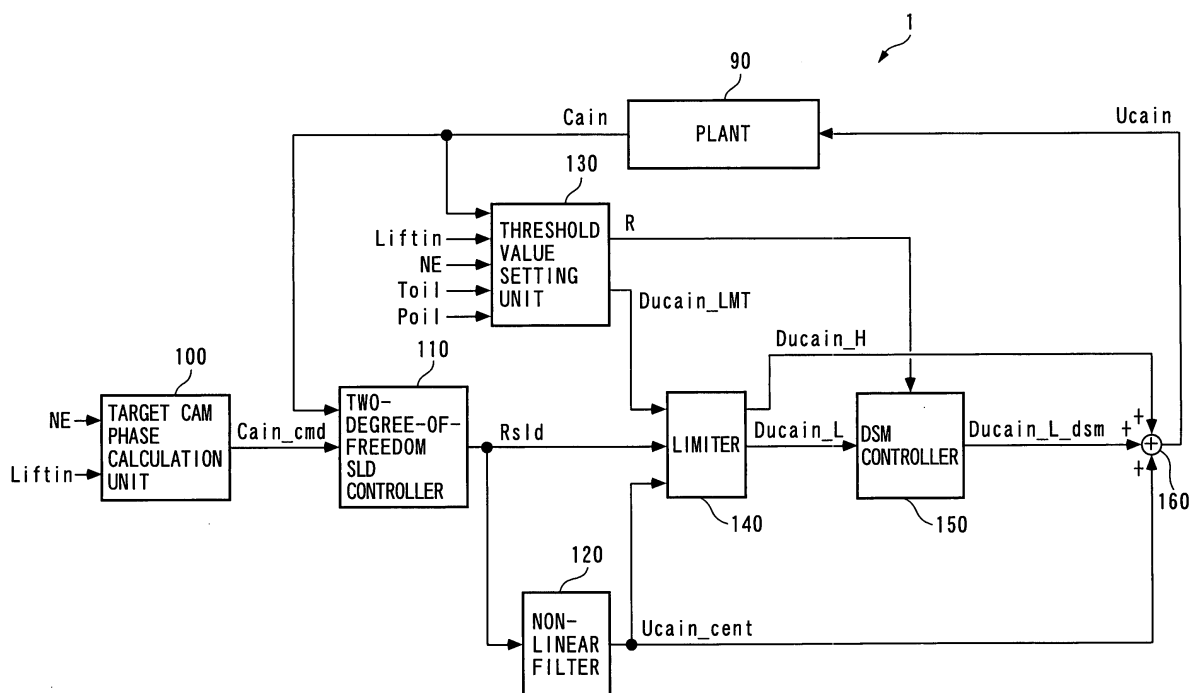 1
90
Cain
PLANT
Ucain
130
THRESHOLD
VALUE
SETTING
UNIT
R
Liftin
NE
Toil
Poil
Ducain_LMT
Ducain_H
100
110
TARGET CAM
PHASE
CALCULATION
UNIT
NE
Liftin
Cain_cmd
TWO-
DEGREE-OF-
FREEDOM
SLD
CONTROLLER
Rsld
LIMITER
140
Ducain_L
DSM
CONTROLLER
150
Ducain_L_dsm
+
+
+
+
160
120
NON-
LINEAR
FILTER
Ucain_cent